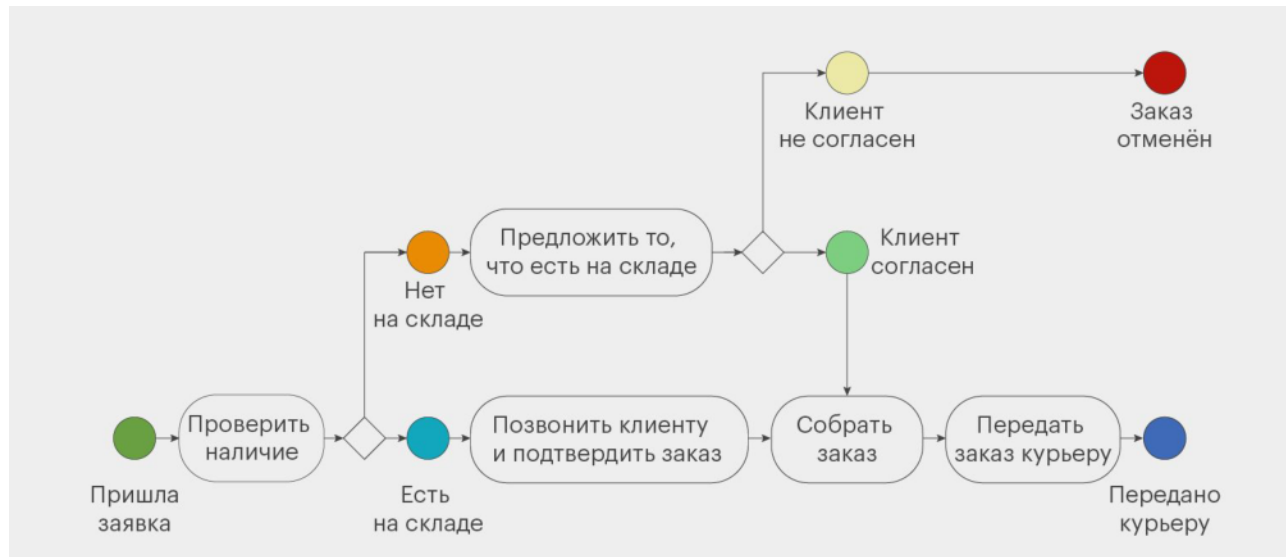 Клиент
не согласен
Заказ
отменён
Предложить то,
что есть на складе
Клиент
согласен
Нет
на складе
Проверить
наличие
Позвонить клиенту
и подтвердить заказ
Собрать
заказ
Передать
заказ курьеру
Пришла
заявка
Есть
на складе
Передано
курьеру